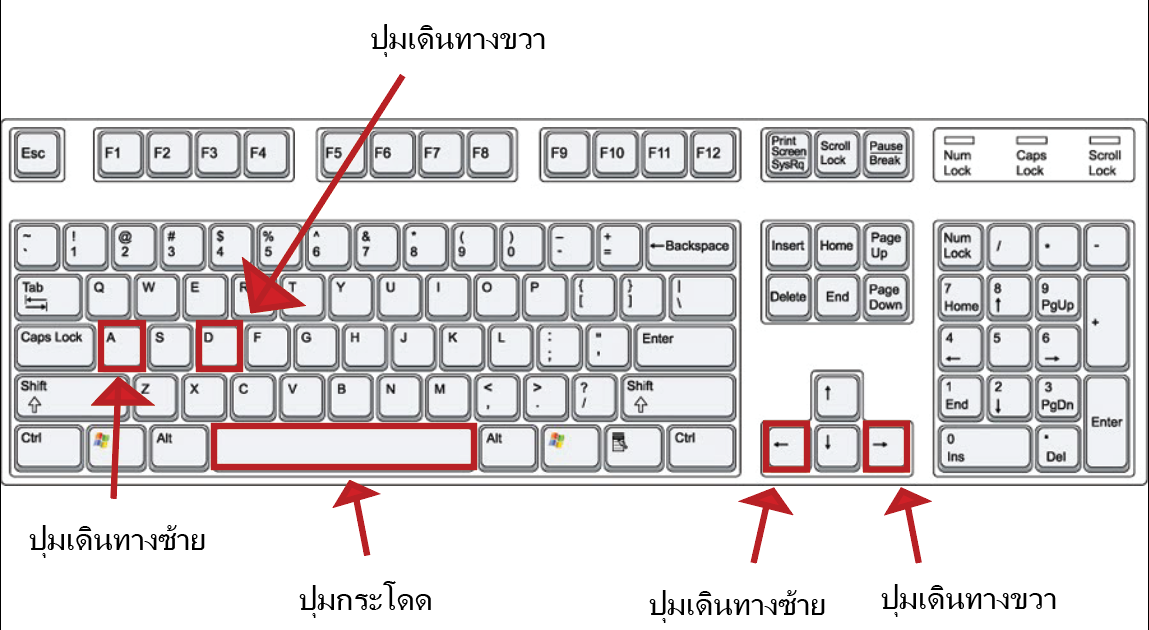 ปุมเดินทางขวา
Esc F1 F2 F3 F4 F5 F6 F7 F8 F9 F10 F11 F12 Print Screen SysRq Scroll Lock Pause Break Num Lock Caps Lock Scroll Lock
~ ` ! 1 @ 2 # 3 $ 4 % 5 ^ 6 & 7 * 8 ( 9 ) 0 _ - + = ←Backspace Insert Home Page Up Num Lock / * -
Tab Q W E R T Y U I O P { [ } ] | \ Delete End Page Down 7 Home 8 ↑ 9 PgUp +
Caps Lock A S D F G H J K L : ; " ' Enter 4 ← 5 6 →
Shift Z X C V B N M < , > . ? / Shift ↑ 1 End 2 ↓ 3 PgDn Enter
Ctrl Alt Alt Ctrl ← ↓ → 0 Ins . Del
ปุมเดินทางซ้าย
ปุมกระโดด
ปุมเดินทางซ้าย
ปุมเดินทางขวา